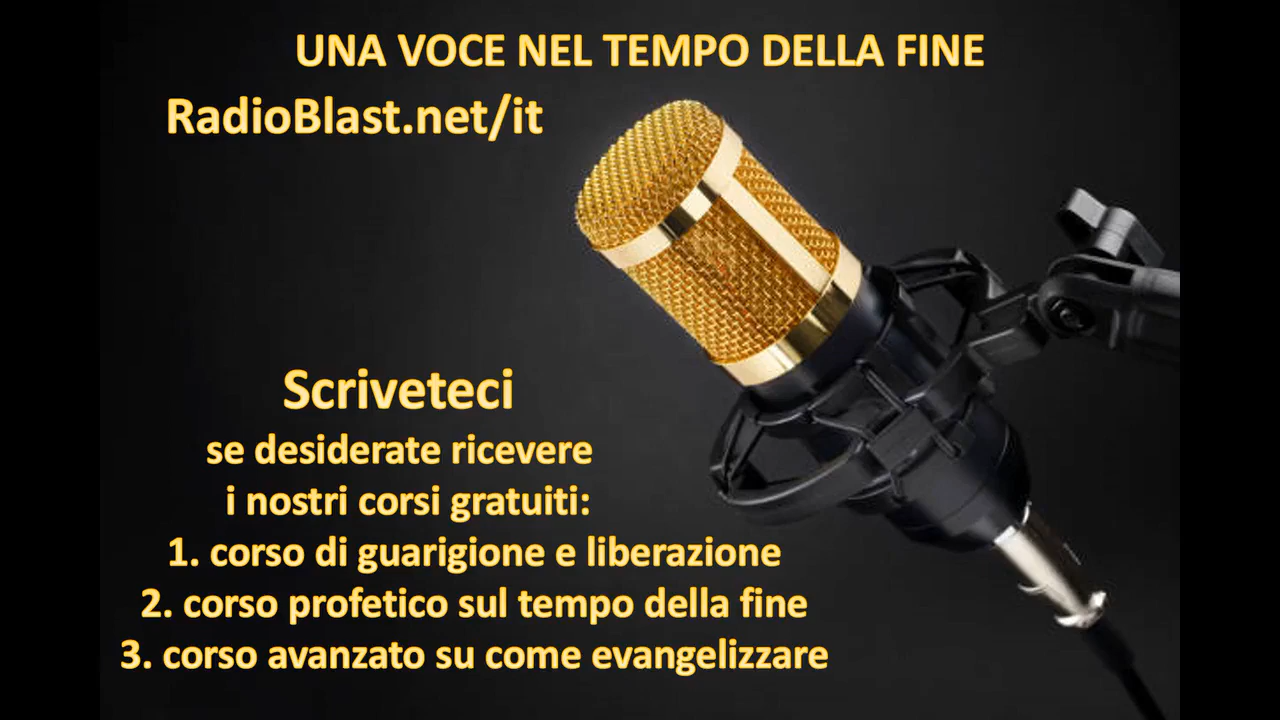 UNA VOCE NEL TEMPO DELLA FINE
RadioBlast.net/it
Scriveteci
se desiderate ricevere
i nostri corsi gratuiti:
1. corso di guarigione e liberazione
2. corso profetico sul tempo della fine
3. corso avanzato su come evangelizzare